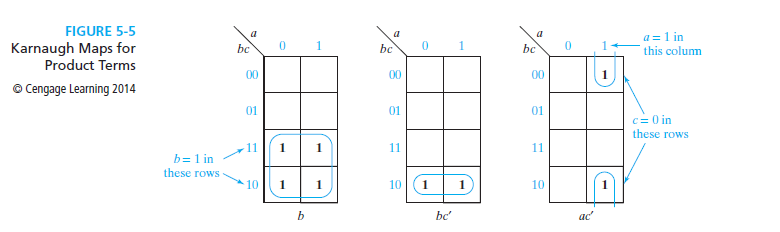 FIGURE 5-5
Karnaugh Maps for
Product Terms
© Cengage Learning 2014
a
bc 0 1
00
01
11 1 1
10 1 1
b = 1 in
these rows
b
a
bc 0 1
00
01
11
10 1 1
bc′
a
bc 0 1
00 1
01
11
10 1
a = 1 in
this column
c = 0 in
these rows
ac′